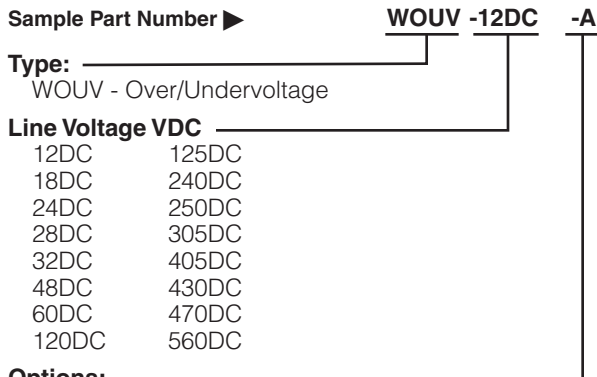 Sample Part Number ▶ WOUV -12DC -A
Type:
WOUV - Over/Undervoltage
Line Voltage VDC
12DC 125DC
18DC 240DC
24DC 250DC
28DC 305DC
32DC 405DC
48DC 430DC
60DC 470DC
120DC 560DC
Options: